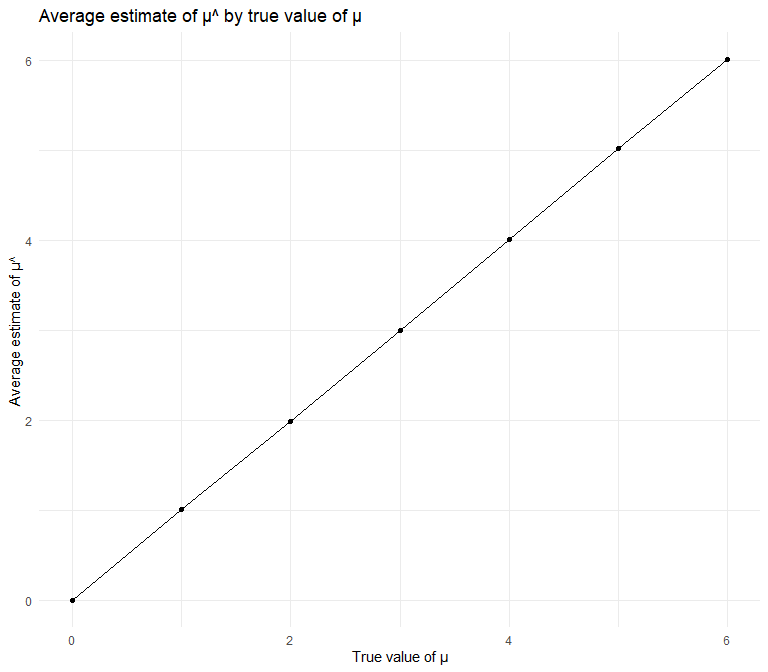 Average estimate of µ^ by true value of µ
6
4
2
0
Average estimate of µ^
0
2
4
6
True value of µ